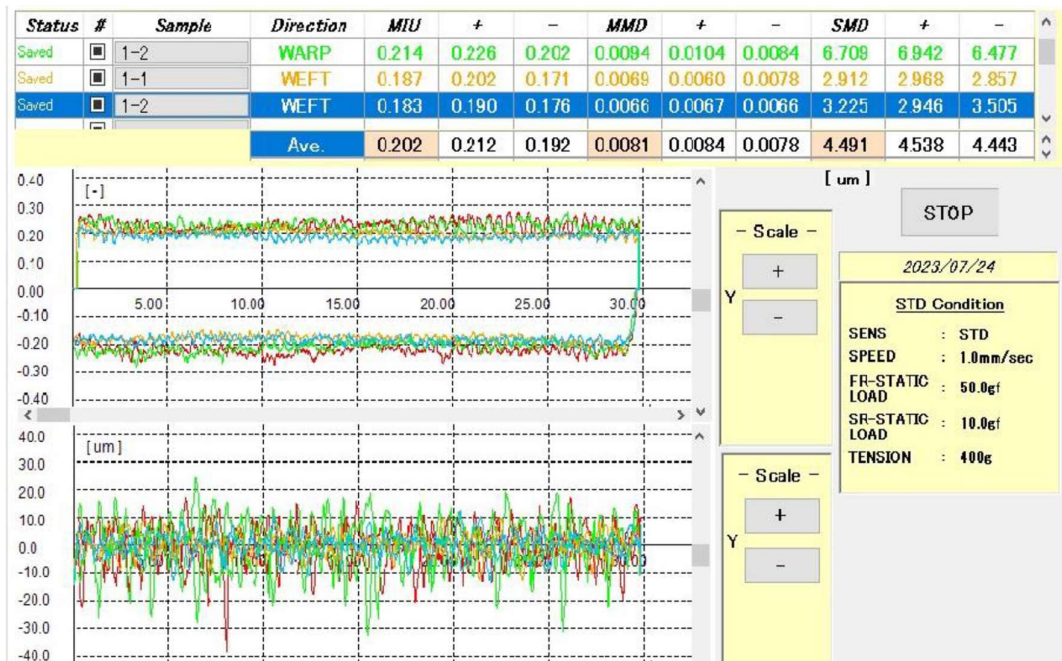 Status # Sample Direction MIU + − MMD + − SMD + −
Saved 1-2 WARP 0.214 0.226 0.202 0.0094 0.0104 0.0084 6.709 6.942 6.477
Saved 1-1 WEFT 0.187 0.202 0.171 0.0069 0.0060 0.0078 2.912 2.968 2.857
Saved 1-2 WEFT 0.183 0.190 0.176 0.0066 0.0067 0.0066 3.225 2.946 3.505
Ave. 0.202 0.212 0.192 0.0081 0.0084 0.0078 4.491 4.538 4.443
[ um ]
0.40
0.30
0.20
0.10
0.00
-0.10
-0.20
-0.30
-0.40
[-]
5.00 10.00 15.00 20.00 25.00 30.00
40.0
30.0
20.0
10.0
0.0
-10.0
-20.0
-30.0
-40.0
[um]
− Scale −
+
Y
−
− Scale −
+
Y
−
STOP
2023/07/24
STD Condition
SENS : STD
SPEED : 1.0mm/sec
FR-STATIC
LOAD : 50.0gf
SR-STATIC
LOAD : 10.0gf
TENSION : 400g